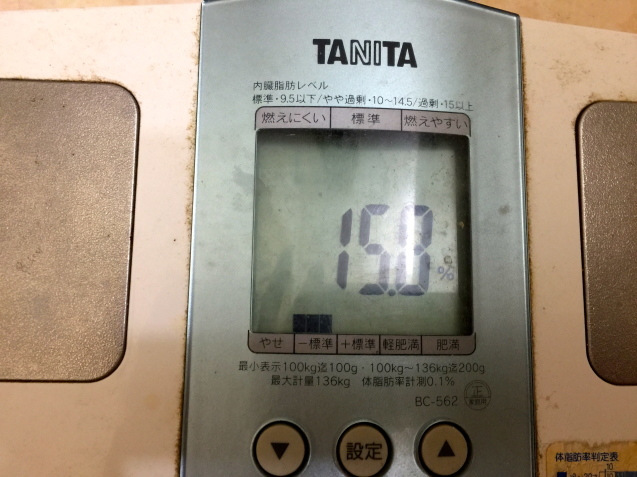 TANITA
内臓脂肪レベル
標準・9.5以下/やや過剰・10〜14.5/過剰・15以上
燃えにくい 標準 燃えやすい
15.8%
やせ －標準 ＋標準 軽肥満 肥満
最小表示100kg迄100g・100kg〜136kg迄200g
最大計量136kg 体脂肪率計測0.1%
BC-562 正
▼ 設定 ▲
体脂肪率判定表